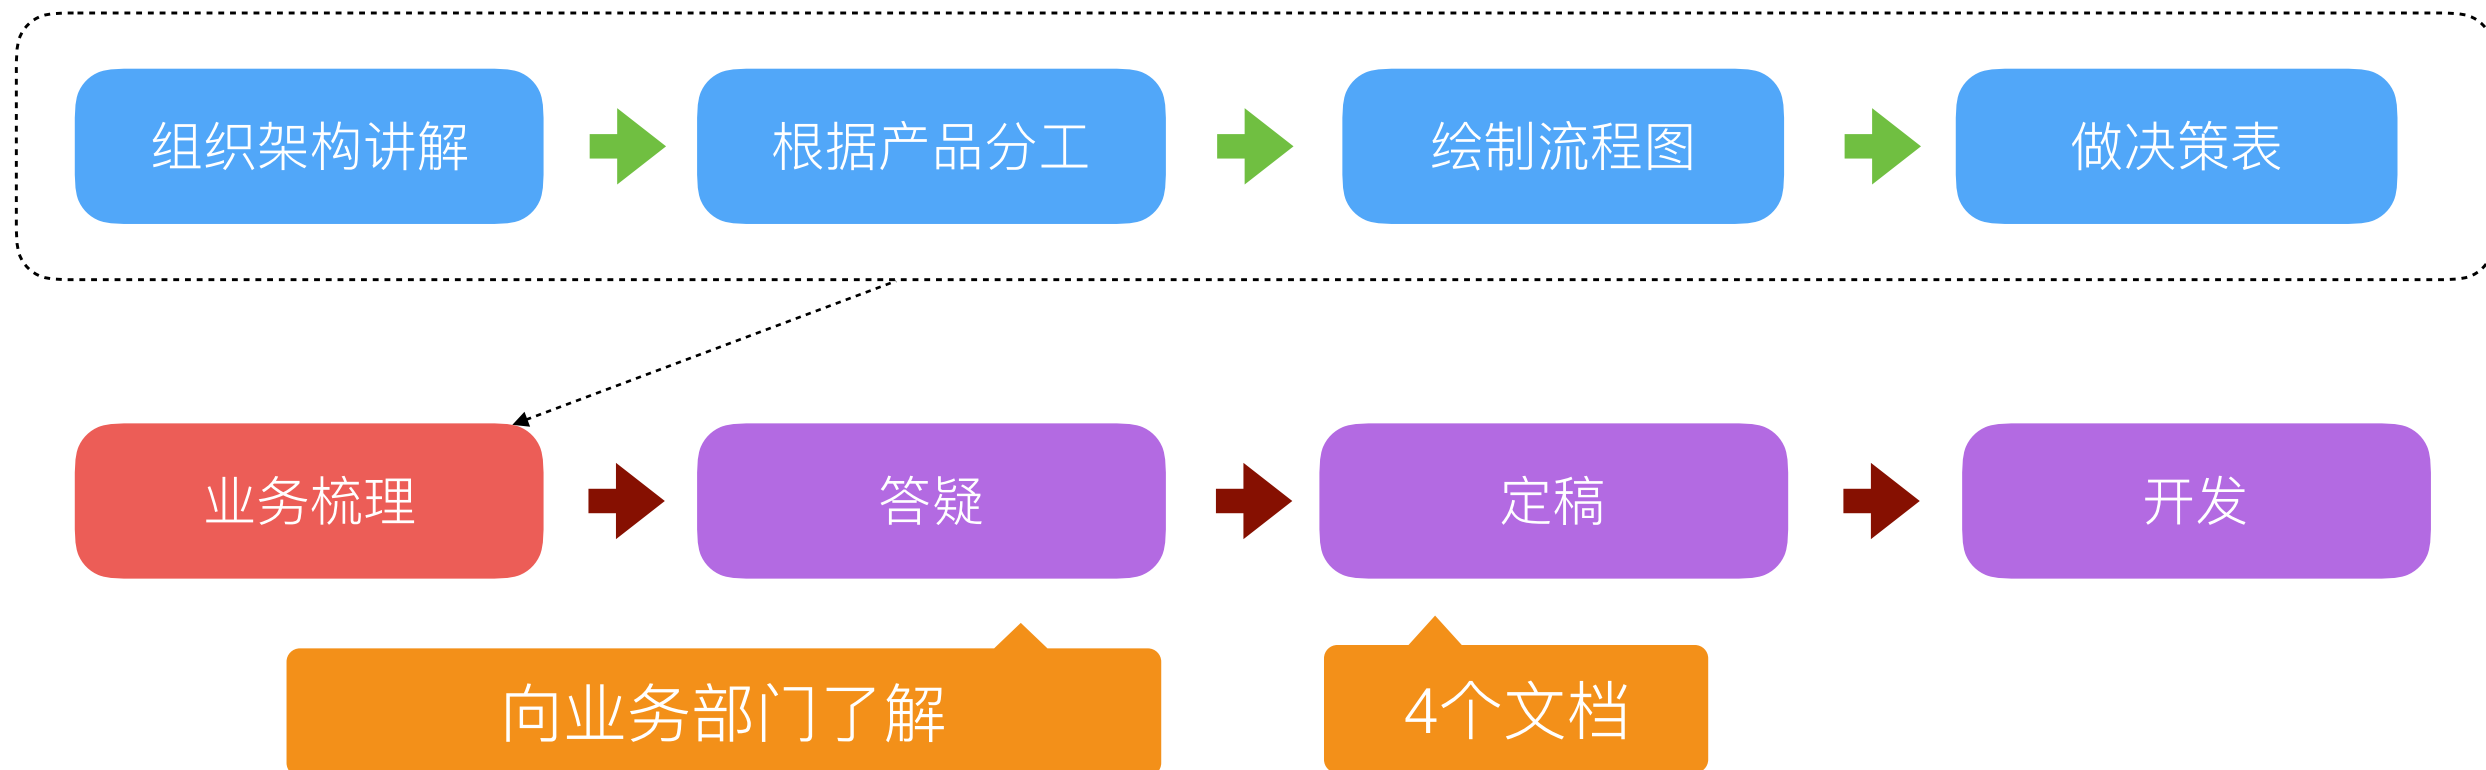 组织架构讲解
根据产品分工
绘制流程图
做决策表
业务梳理
答疑
定稿
开发
向业务部门了解
4个文档